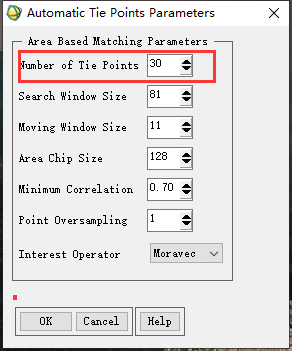 Automatic Tie Points Parameters
Area Based Matching Parameters
Number of Tie Points 30
Search Window Size 81
Moving Window Size 11
Area Chip Size 128
Minimum Correlation 0.70
Point Oversampling 1
Interest Operator Moravec
OK Cancel Help